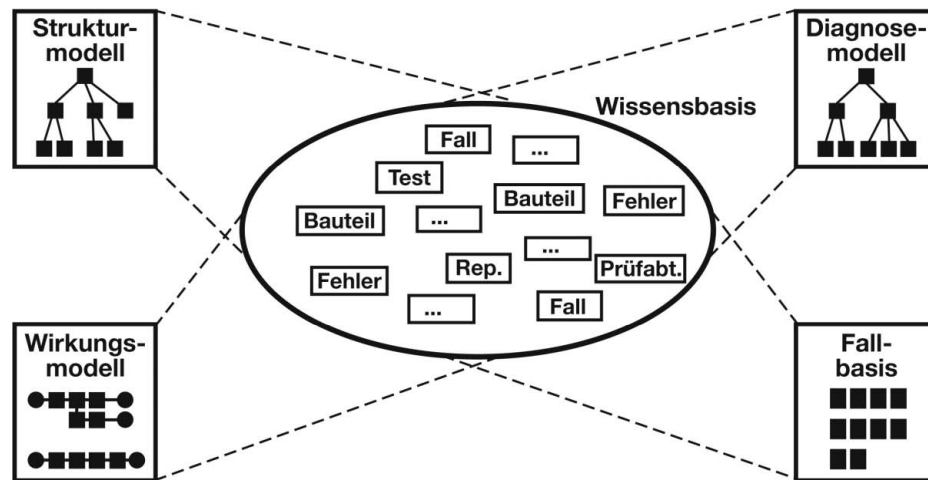 Struktur-
modell
Diagnose-
modell
Wissensbasis
Fall
...
Test
Bauteil
Fehler
Bauteil
...
...
Rep.
Prüfabt.
Fehler
...
Fall
Wirkungs-
modell
Fall-
basis